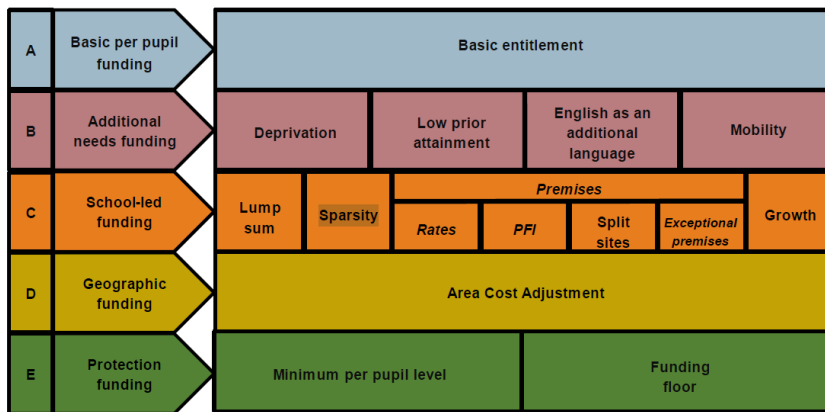 A
Basic per pupil
funding
Basic entitlement
B
Additional
needs funding
Deprivation
Low prior
attainment
English as an
additional
language
Mobility
C
School-led
funding
Lump
sum
Sparsity
Premises
Rates
PFI
Split
sites
Exceptional
premises
Growth
D
Geographic
funding
Area Cost Adjustment
E
Protection
funding
Minimum per pupil level
Funding
floor